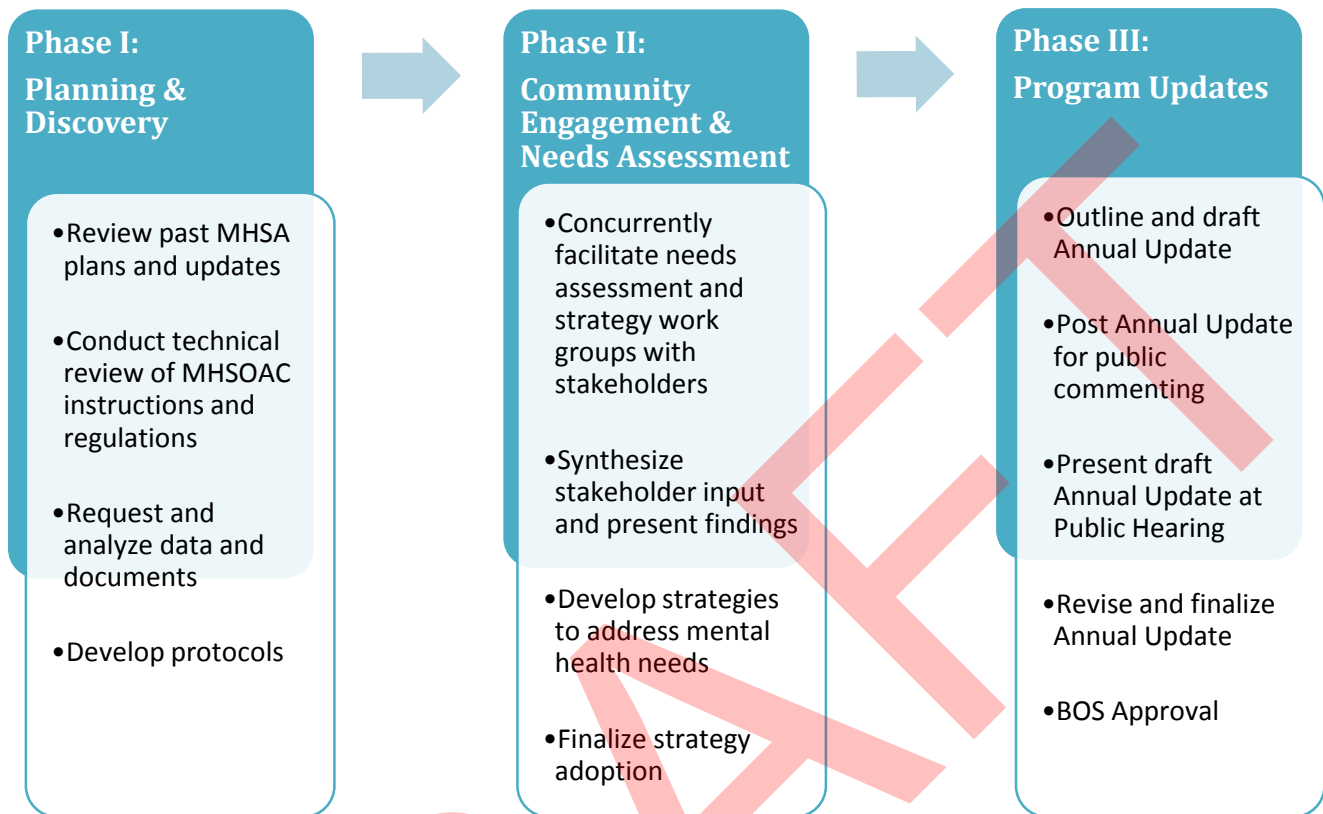 Phase I:
Planning &
Discovery
•Review past MHSA
plans and updates
•Conduct technical
review of MHSOAC
instructions and
regulations
•Request and
analyze data and
documents
•Develop protocols
Phase II:
Community
Engagement &
Needs Assessment
•Concurrently
facilitate needs
assessment and
strategy work
groups with
stakeholders
•Synthesize
stakeholder input
and present findings
•Develop strategies
to address mental
health needs
•Finalize strategy
adoption
Phase III:
Program Updates
•Outline and draft
Annual Update
•Post Annual Update
for public
commenting
•Present draft
Annual Update at
Public Hearing
•Revise and finalize
Annual Update
•BOS Approval